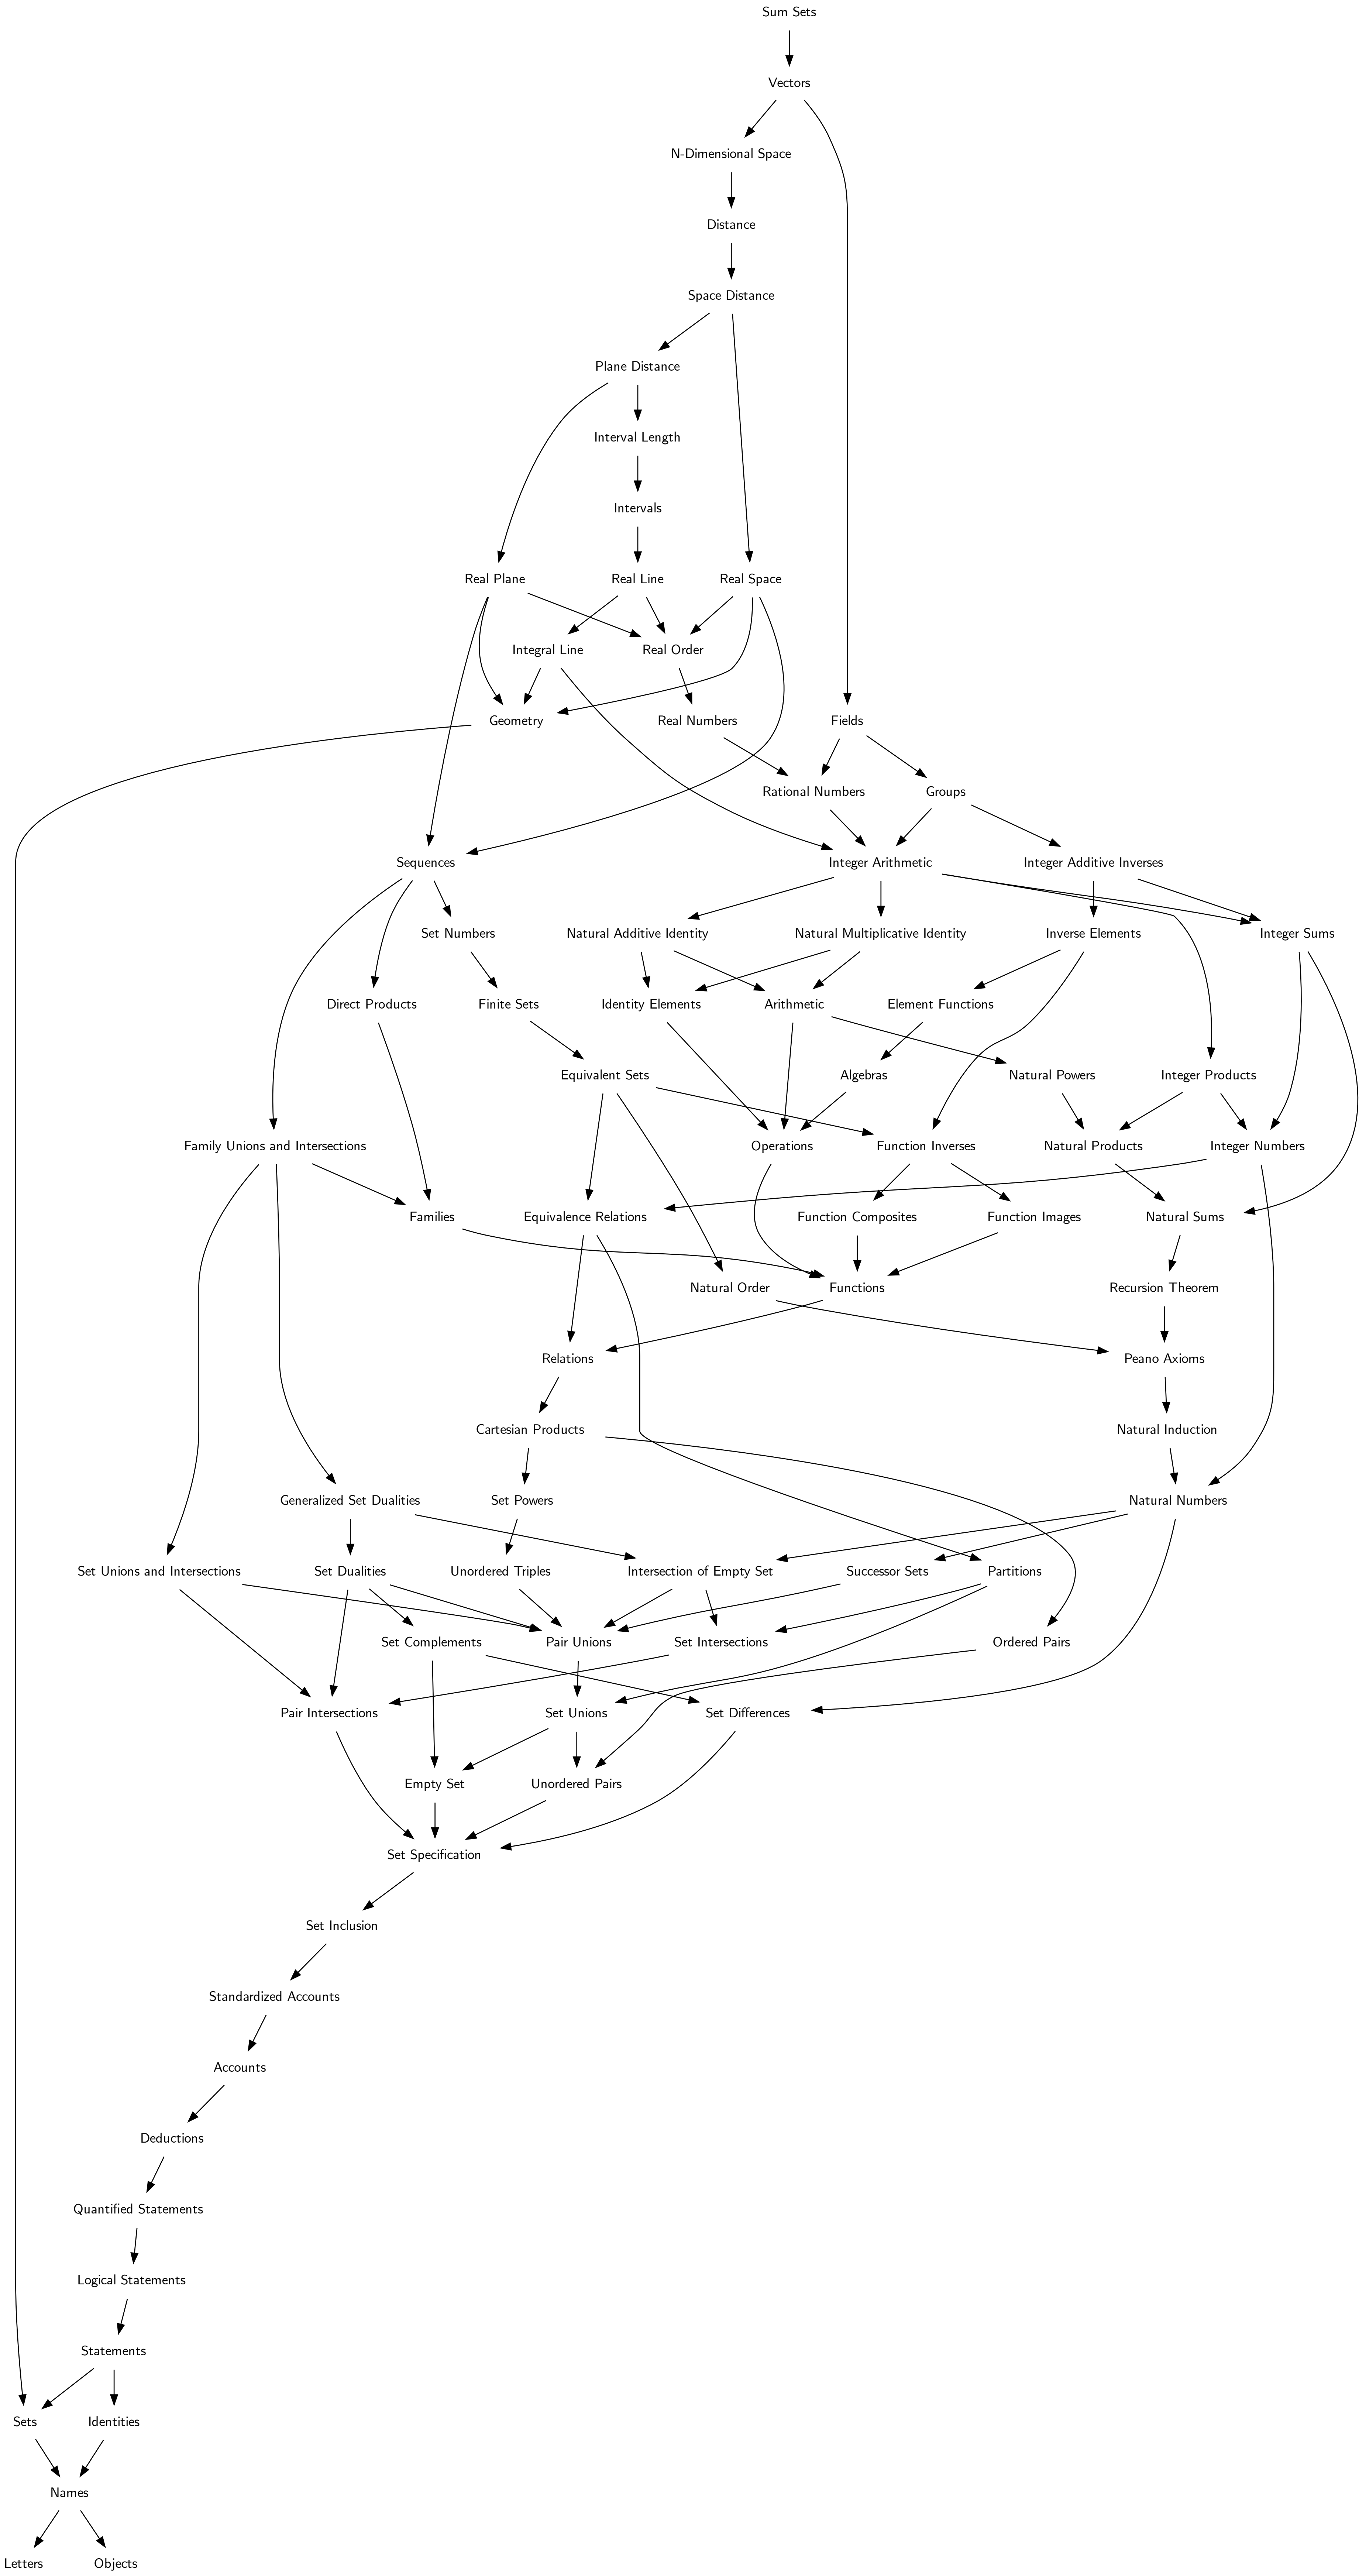 Sum Sets
Vectors
N-Dimensional Space
Distance
Space Distance
Plane Distance
Interval Length
Intervals
Real Plane
Real Line
Real Space
Integral Line
Real Order
Geometry
Real Numbers
Fields
Rational Numbers
Groups
Sequences
Integer Arithmetic
Integer Additive Inverses
Set Numbers
Natural Additive Identity
Natural Multiplicative Identity
Inverse Elements
Integer Sums
Direct Products
Finite Sets
Identity Elements
Arithmetic
Element Functions
Equivalent Sets
Algebras
Natural Powers
Integer Products
Family Unions and Intersections
Operations
Function Inverses
Natural Products
Integer Numbers
Families
Equivalence Relations
Function Composites
Function Images
Natural Sums
Natural Order
Functions
Recursion Theorem
Relations
Peano Axioms
Cartesian Products
Natural Induction
Generalized Set Dualities
Set Powers
Natural Numbers
Set Unions and Intersections
Set Dualities
Unordered Triples
Intersection of Empty Set
Successor Sets
Partitions
Set Complements
Pair Unions
Set Intersections
Ordered Pairs
Pair Intersections
Set Unions
Set Differences
Empty Set
Unordered Pairs
Set Specification
Set Inclusion
Standardized Accounts
Accounts
Deductions
Quantified Statements
Logical Statements
Statements
Sets
Identities
Names
Letters
Objects